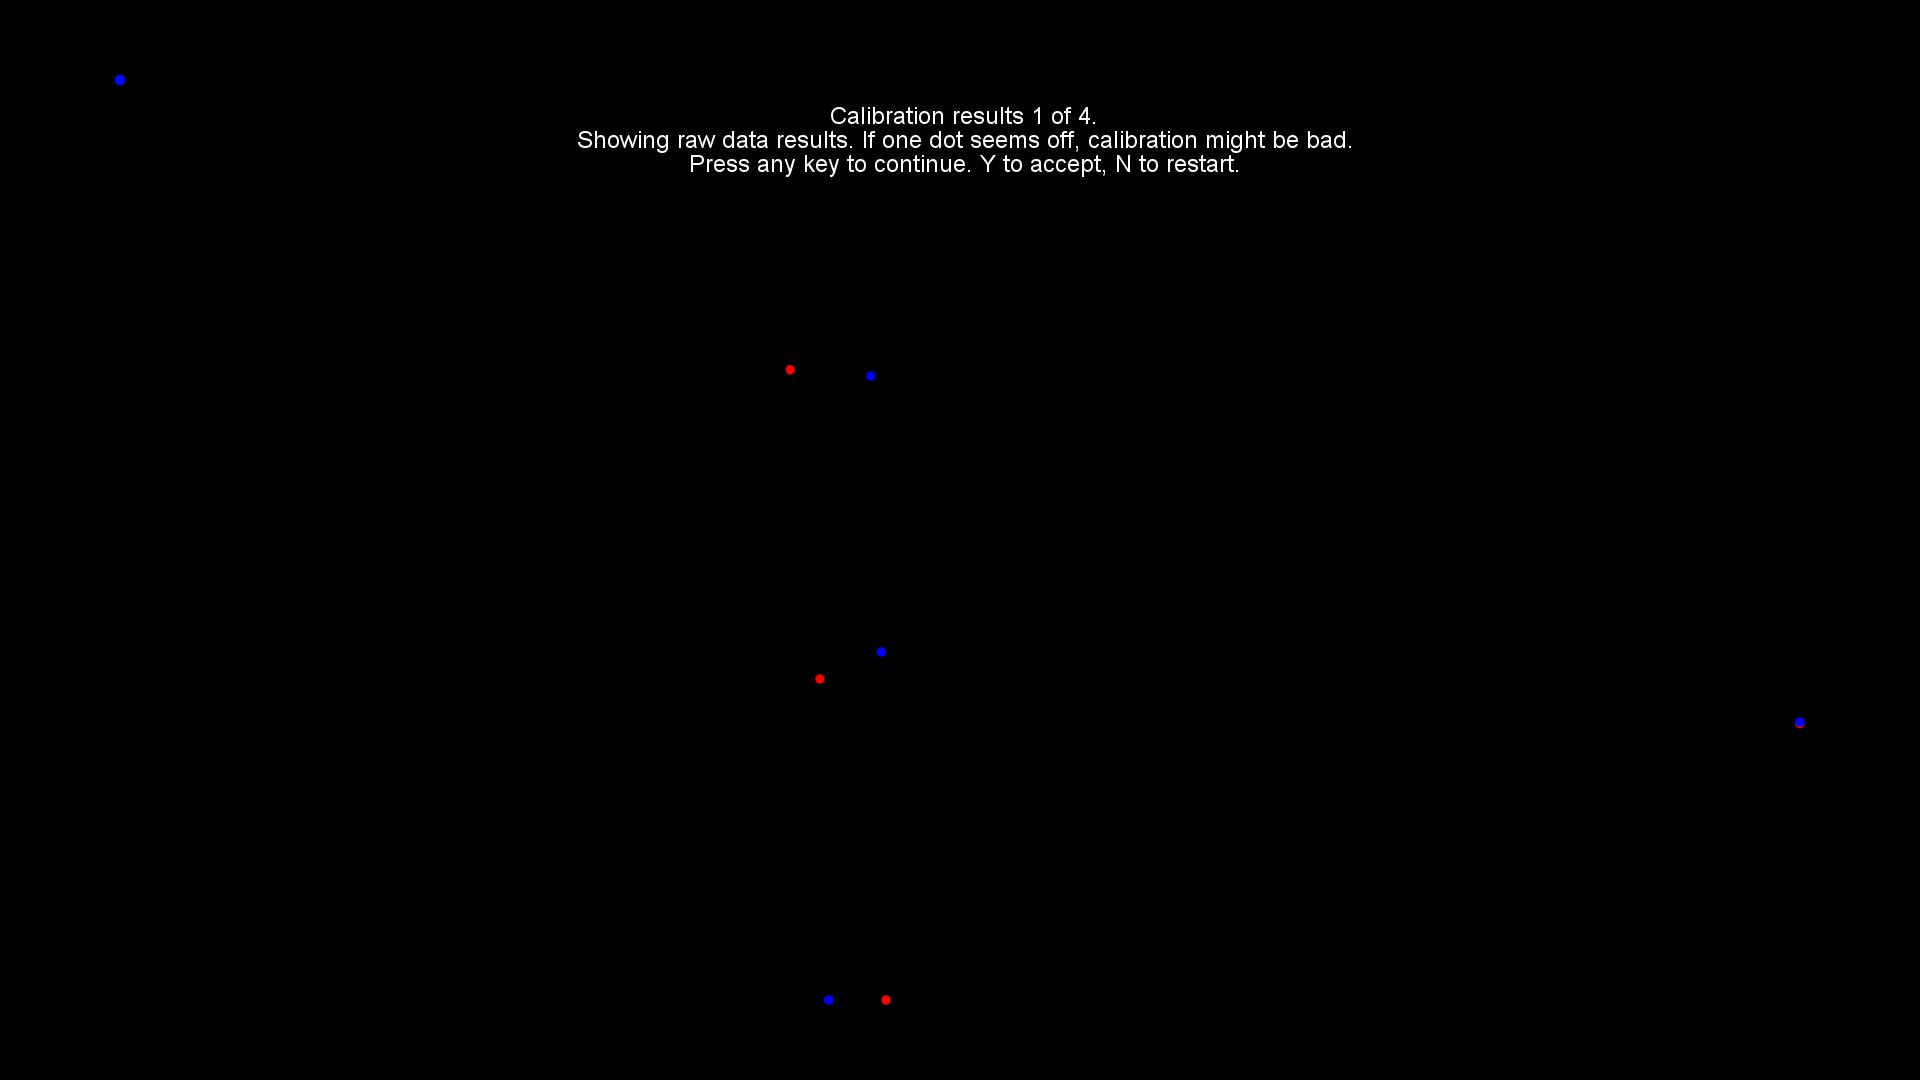 Calibration results 1 of 4.
Showing raw data results. If one dot seems off, calibration might be bad.
Press any key to continue. Y to accept, N to restart.